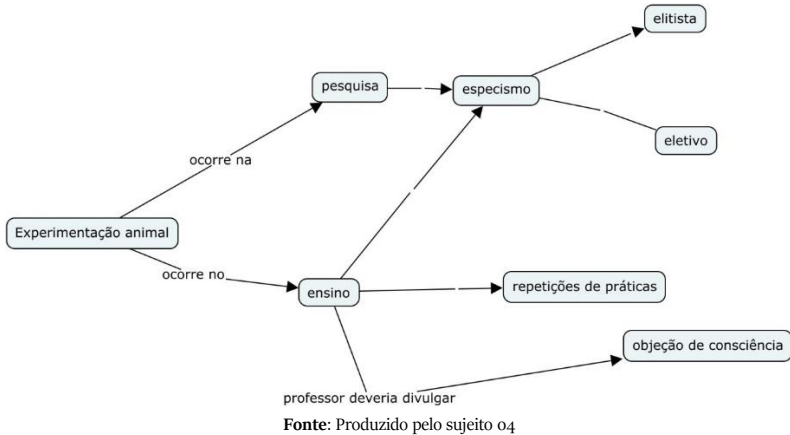 elitista
pesquisa
especismo
eletivo
ocorre na
Experimentação animal
ocorre no
ensino
repetições de práticas
objeção de consciência
professor deveria divulgar
Fonte: Produzido pelo sujeito 04